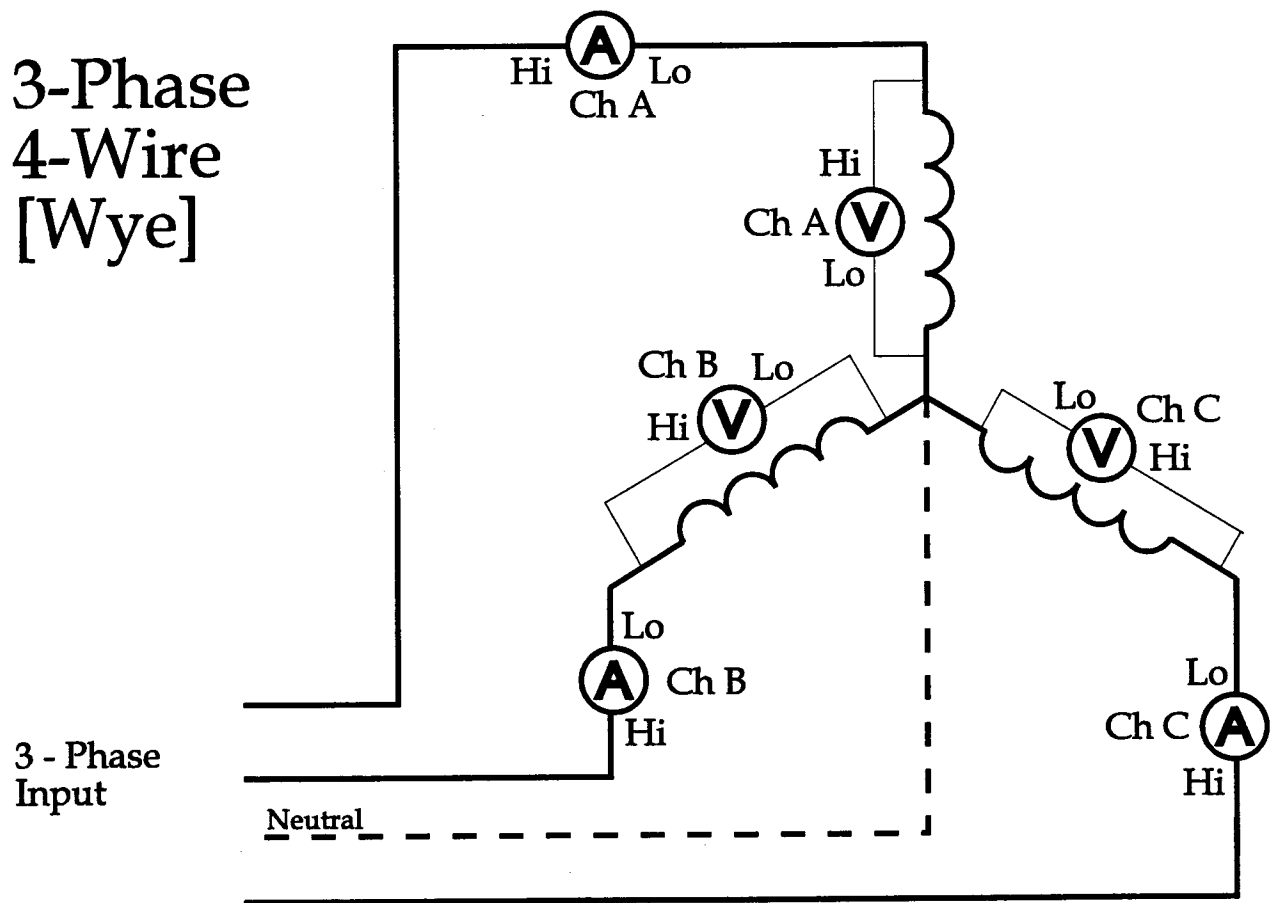 3-Phase
4-Wire
[Wye]
A
Hi
Lo
Ch A
Hi
Ch A
V
Lo
Ch B
Lo
Hi
V
Lo
Ch C
V
Hi
Lo
A
Ch B
Hi
Lo
Ch C
A
Hi
3 - Phase
Input
Neutral